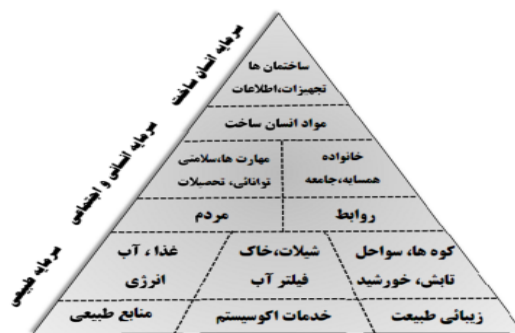 سرمایه انسان ساخت
سرمایه انسانی و اجتماعی
سرمایه طبیعی
ساختمان ها
تجهیزات،اطلاعات
مواد انسان ساخت
خانواده
همسایه،جامعه
مهارت ها،سلامتی
توانائی، تحصیلات
روابط
مردم
کوه ها، سواحل
تابش، خورشید
شیلات،خاک
فیلتر آب
غذا ، آب
انرژی
زیبائی طبیعت
خدمات اکوسیستم
منابع طبیعی